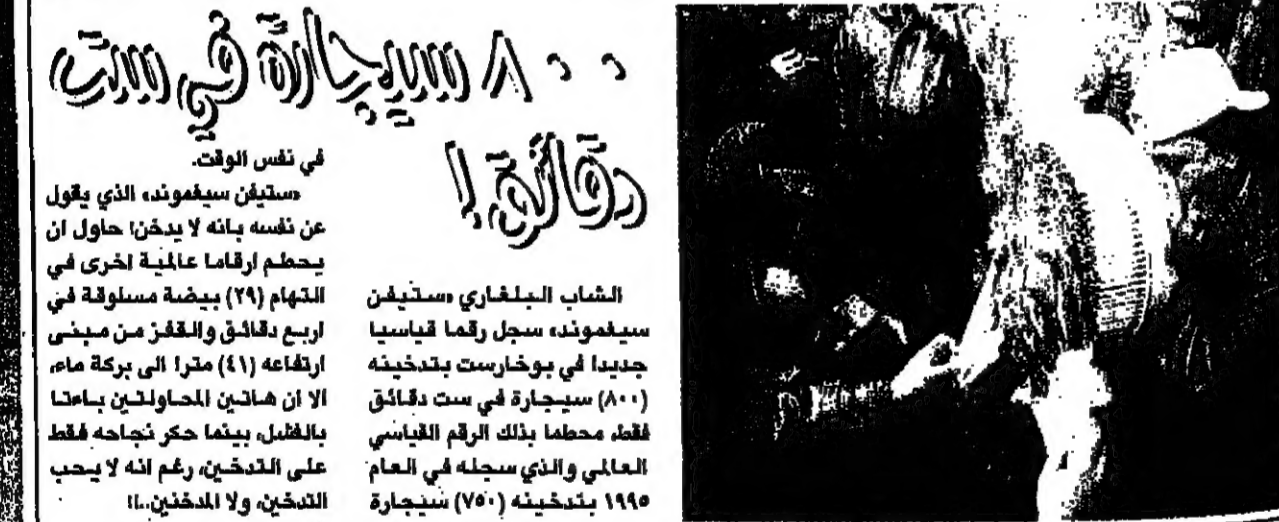 ٨٠٠ سيجارة في ست
دقائق!
الشاب البلغاري «ستيفن
سيغموند» سجل رقما قياسيا
جديدا في بوخارست بتدخينه
(٨٠٠) سيجارة في ست دقائق
فقط، محطما بذلك الرقم القياسي
العالمي والذي سجله في العام
١٩٩٥ بتدخينه (٧٥٠) سيجارة
في نفس الوقت.
«ستيفن سيغموند» الذي يقول
عن نفسه بانه لا يدخن! حاول ان
يحطم ارقاما عالمية اخرى في
التهام (٢٩) بيضة مسلوقة في
اربع دقائق والقفز من مبنى
ارتفاعه (٤١) مترا الى بركة ماء،
الا ان هاتين المحاولتين باءتا
بالفشل، بينما حكر نجاحه فقط
على التدخين، رغم انه لا يحب
التدخين، ولا المدخنين..!!